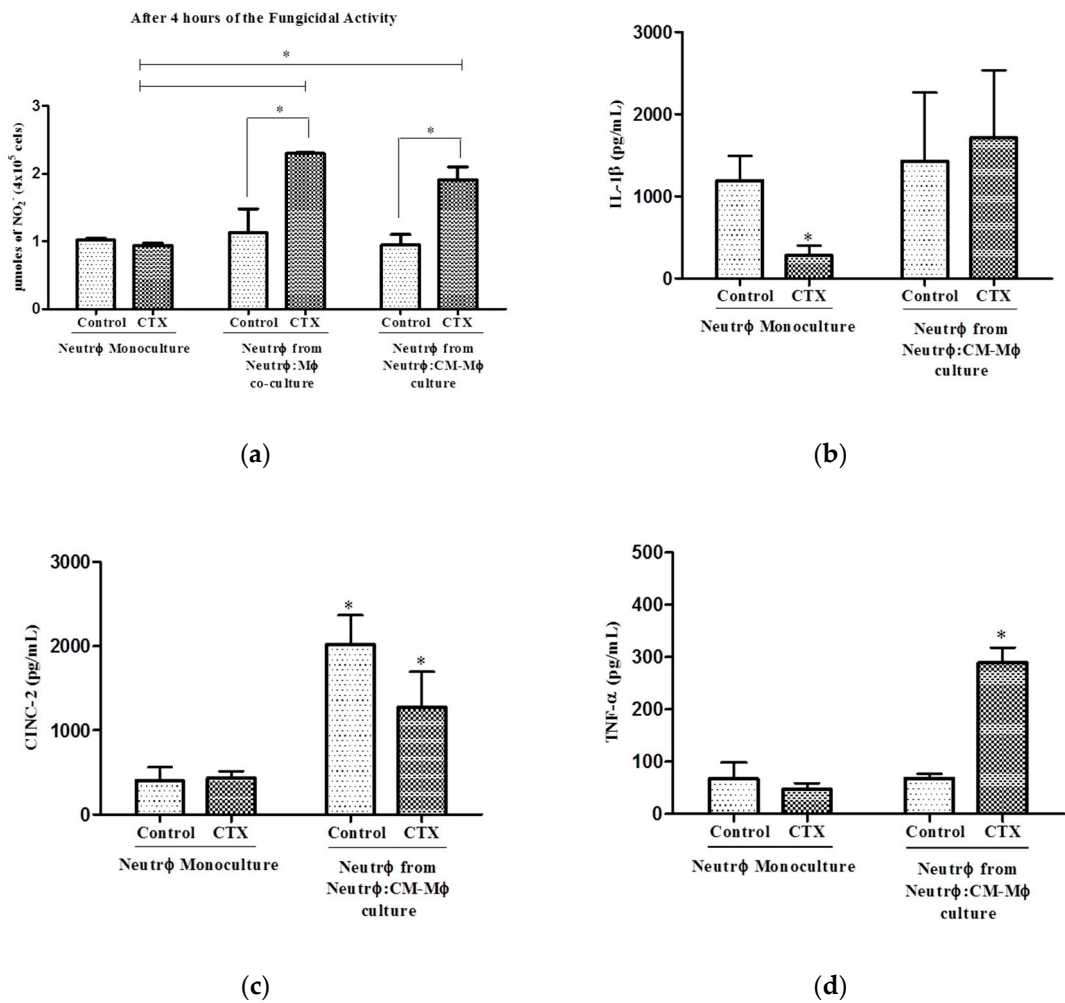 After 4 hours of the Fungicidal Activity
*
*
*
µmoles of NO₂⁻ (4x10⁵ cels)
3
2
1
0
Control CTX Control CTX Control CTX
Neutrϕ Monoculture Neutrϕ from Neutrϕ from
Neutrϕ:Mϕ Neutrϕ:CM-Mϕ
co-culture culture
(a)
IL-1β (pg/mL)
3000
2000
1000
0
*
Control CTX Control CTX
Neutrϕ Monoculture Neutrϕ from
Neutrϕ:CM-Mϕ
culture
(b)
CINC-2 (pg/mL)
3000
2000
1000
0
*
*
Control CTX Control CTX
Neutrϕ Monoculture Neutrϕ from
Neutrϕ:CM-Mϕ
culture
(c)
TNF-α (pg/mL)
500
400
300
200
100
0
*
Control CTX Control CTX
Neutrϕ Monoculture Neutrϕ from
Neutrϕ:CM-Mϕ
culture
(d)